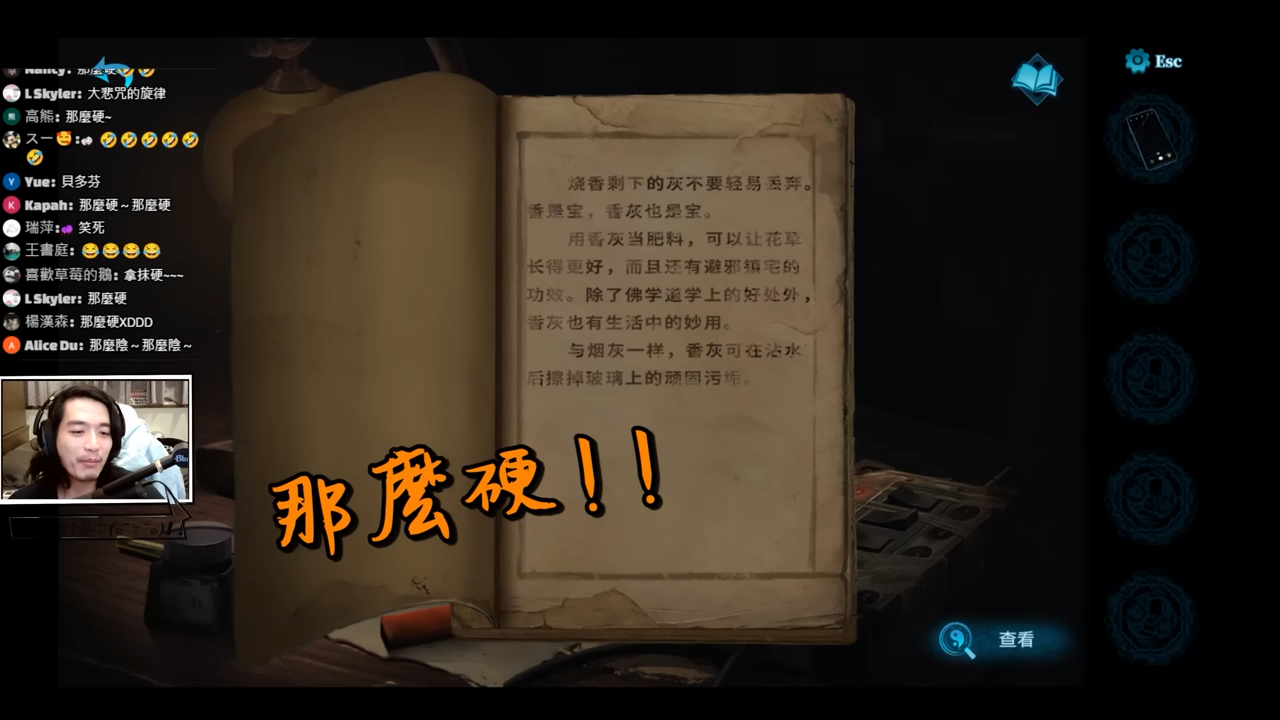 Nancy: 那麼硬🤣🤣
L Skyler: 大悲咒的旋律
高熊: 那麼硬~
スー🥰: 🤣🤣🤣🤣🤣
🤣
Yue: 貝多芬
Kapah: 那麼硬～那麼硬
瑞萍: 笑死
王書庭: 😂😂😂😂
喜歡草莓的鵝: 拿抹硬~~~
L Skyler: 那麼硬
楊漢森: 那麼硬XDDD
Alice Du: 那麼陰～那麼陰～
Esc
烧香剩下的灰不要轻易丢弃。
香是宝，香灰也是宝。
用香灰当肥料，可以让花草
长得更好，而且还有避邪镇宅的
功效。除了佛学道学上的好处外，
香灰也有生活中的妙用。
与烟灰一样，香灰可在沾水
后擦掉玻璃上的顽固污垢。
那麼硬！！
查看